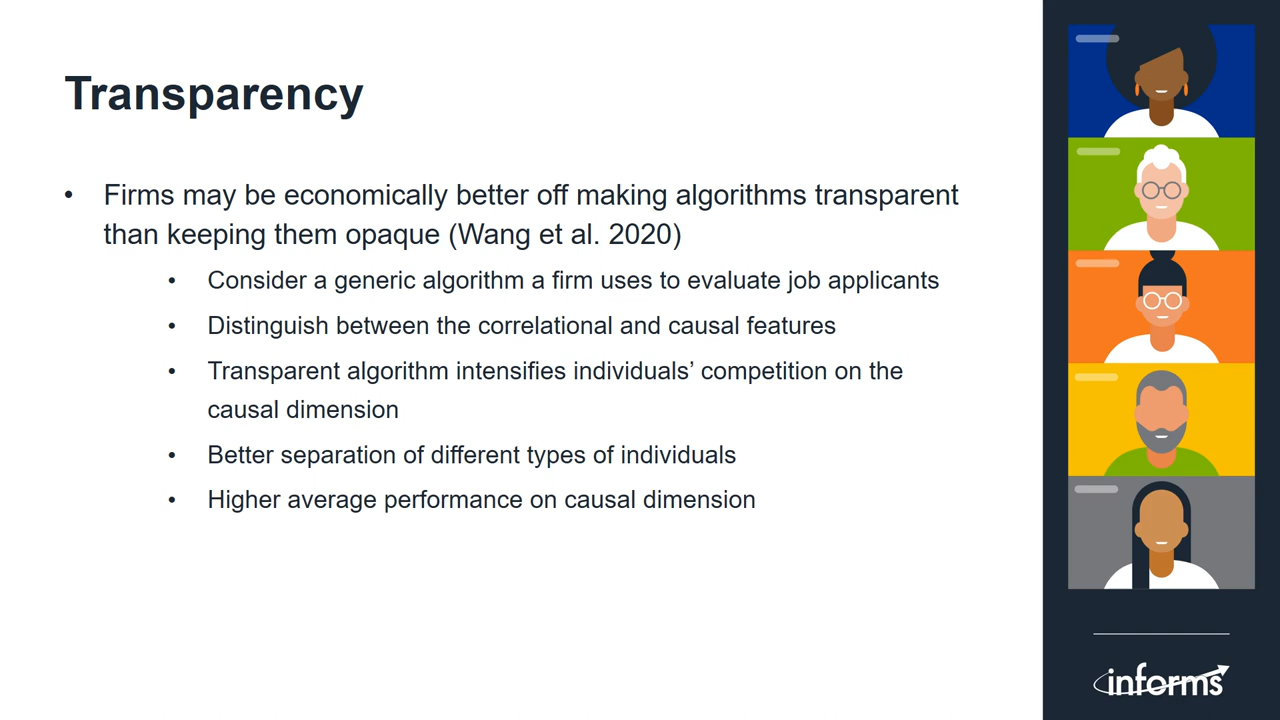 Transparency
• Firms may be economically better off making algorithms transparent
than keeping them opaque (Wang et al. 2020)
• Consider a generic algorithm a firm uses to evaluate job applicants
• Distinguish between the correlational and causal features
• Transparent algorithm intensifies individuals’ competition on the
causal dimension
• Better separation of different types of individuals
• Higher average performance on causal dimension
informs